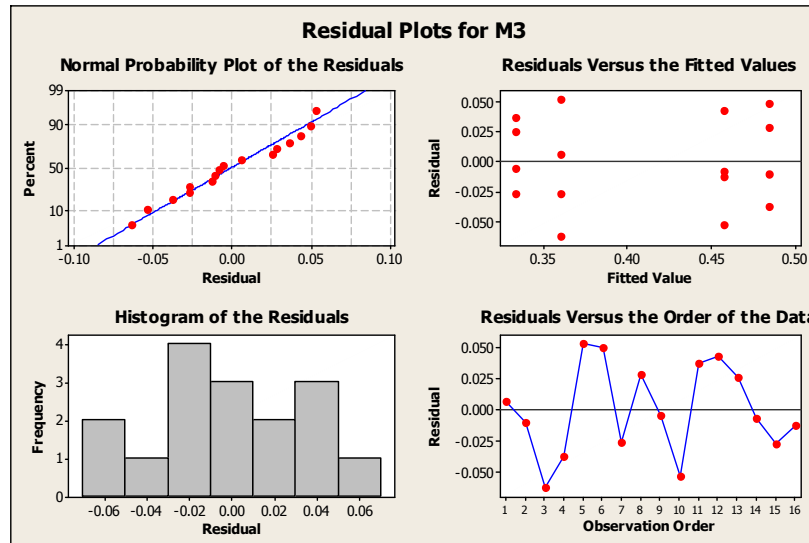 Residual Plots for M3
Normal Probability Plot of the Residuals
Residuals Versus the Fitted Values
99
90
50
10
1
Percent
-0.10 -0.05 0.00 0.05 0.10
Residual
0.050
0.025
0.000
-0.025
-0.050
Residual
0.35 0.40 0.45 0.50
Fitted Value
Histogram of the Residuals
Residuals Versus the Order of the Data
4
3
2
1
0
Frequency
-0.06 -0.04 -0.02 0.00 0.02 0.04 0.06
Residual
0.050
0.025
0.000
-0.025
-0.050
Residual
1 2 3 4 5 6 7 8 9 10 11 12 13 14 15 16
Observation Order